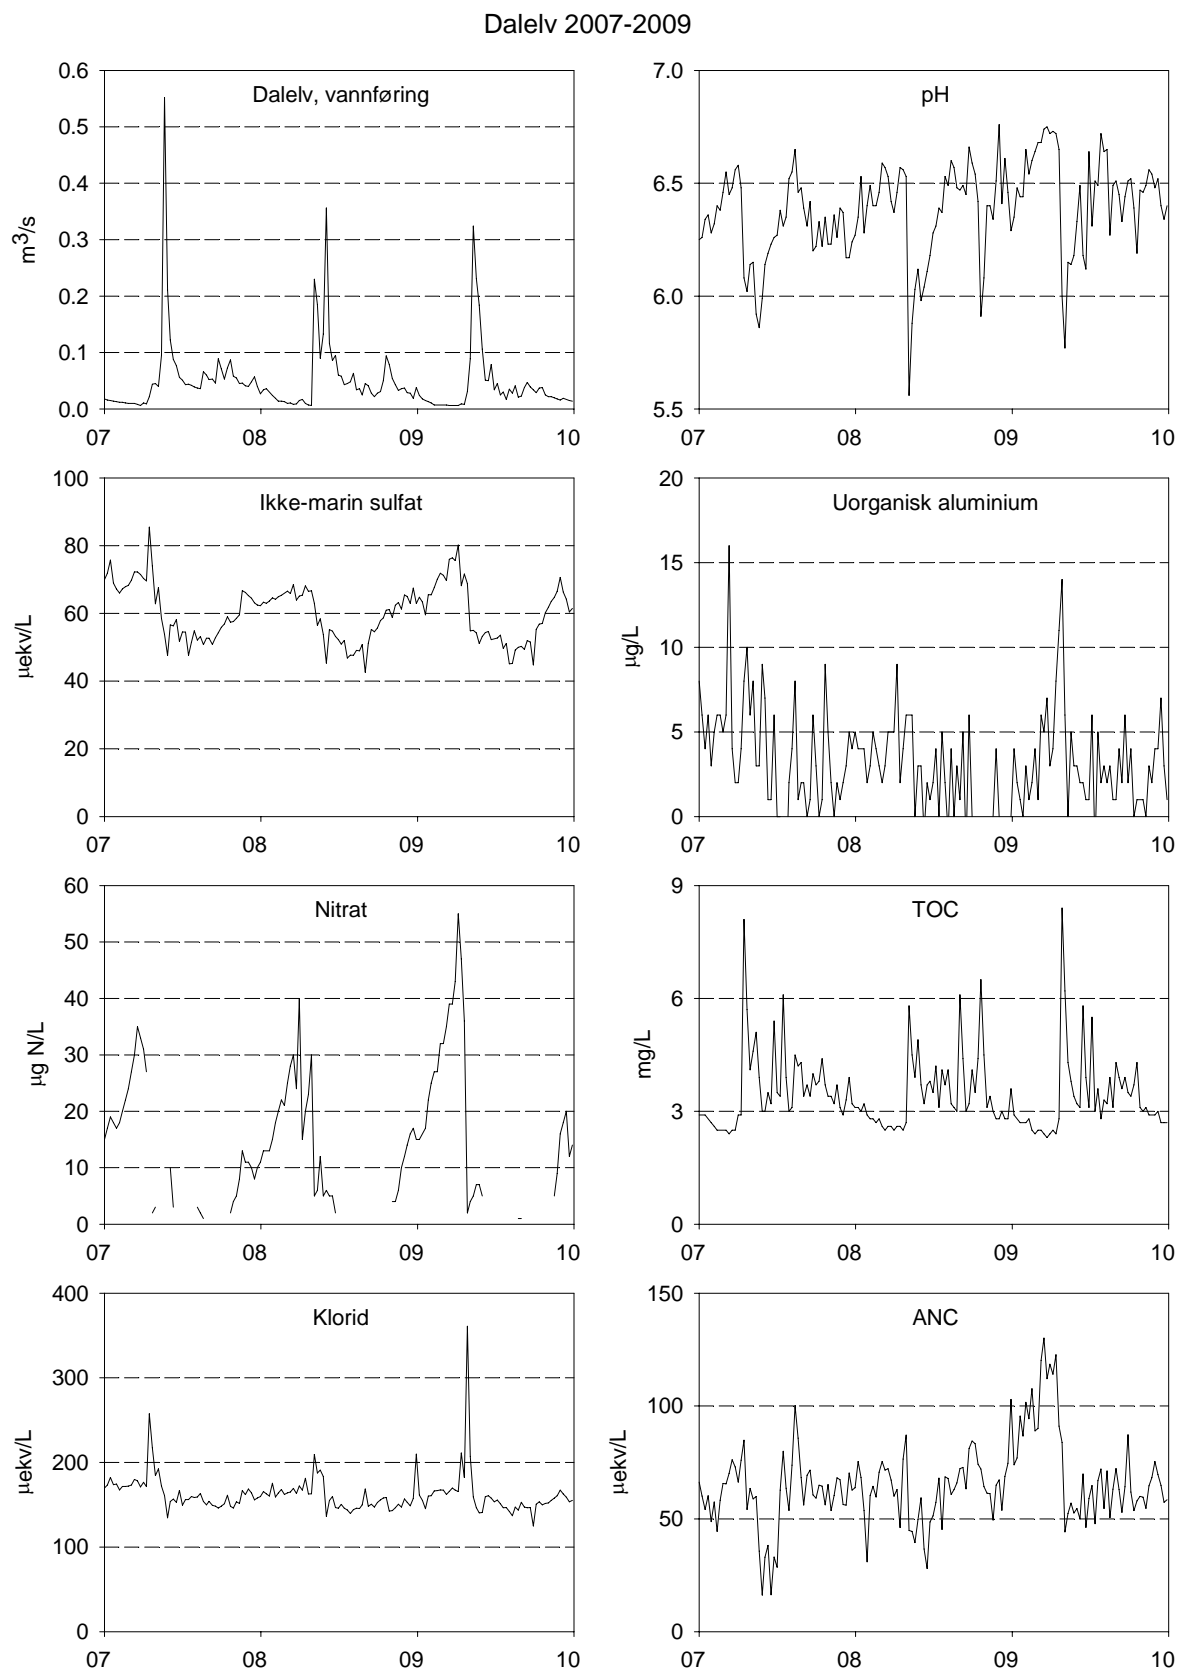 Dalelv 2007-2009
Dalelv, vannføring
m3/s
0.6
0.5
0.4
0.3
0.2
0.1
0.0
07 08 09 10
pH
7.0
6.5
6.0
5.5
07 08 09 10
Ikke-marin sulfat
µekv/L
100
80
60
40
20
0
07 08 09 10
Uorganisk aluminium
µg/L
20
15
10
5
0
07 08 09 10
Nitrat
µg N/L
60
50
40
30
20
10
0
07 08 09 10
TOC
mg/L
9
6
3
0
07 08 09 10
Klorid
µekv/L
400
300
200
100
0
07 08 09 10
ANC
µekv/L
150
100
50
0
07 08 09 10